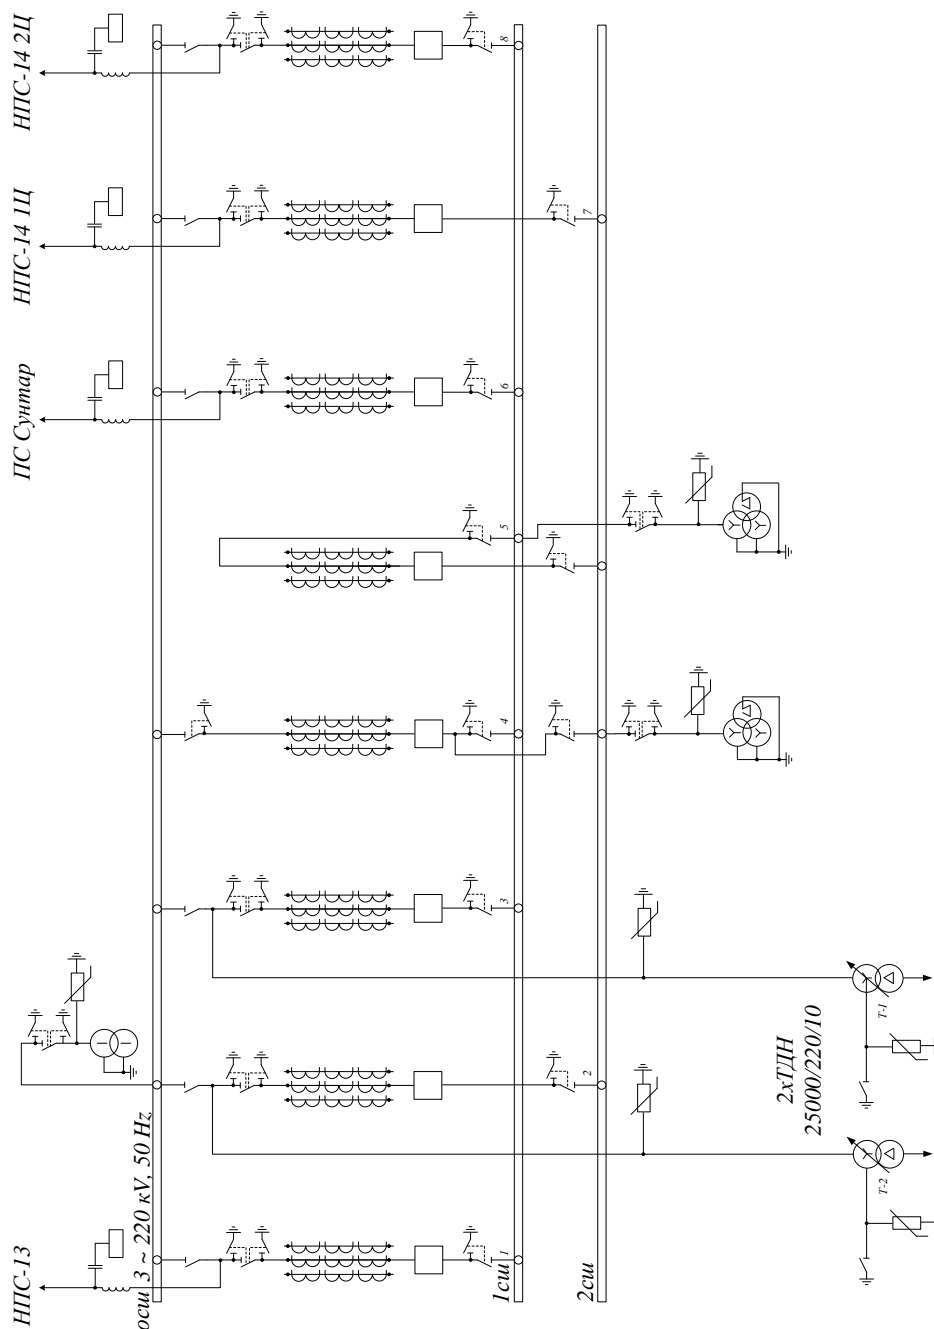 НПС-14 2Ц
НПС-14 1Ц
ПС Сунтар
НПС-13
осш 3 ~ 220 кV, 50 Hz
1сш
2сш
8
7
6
5
4
3
2
1
2хТДН
25000/220/10
Т-1
Т-2